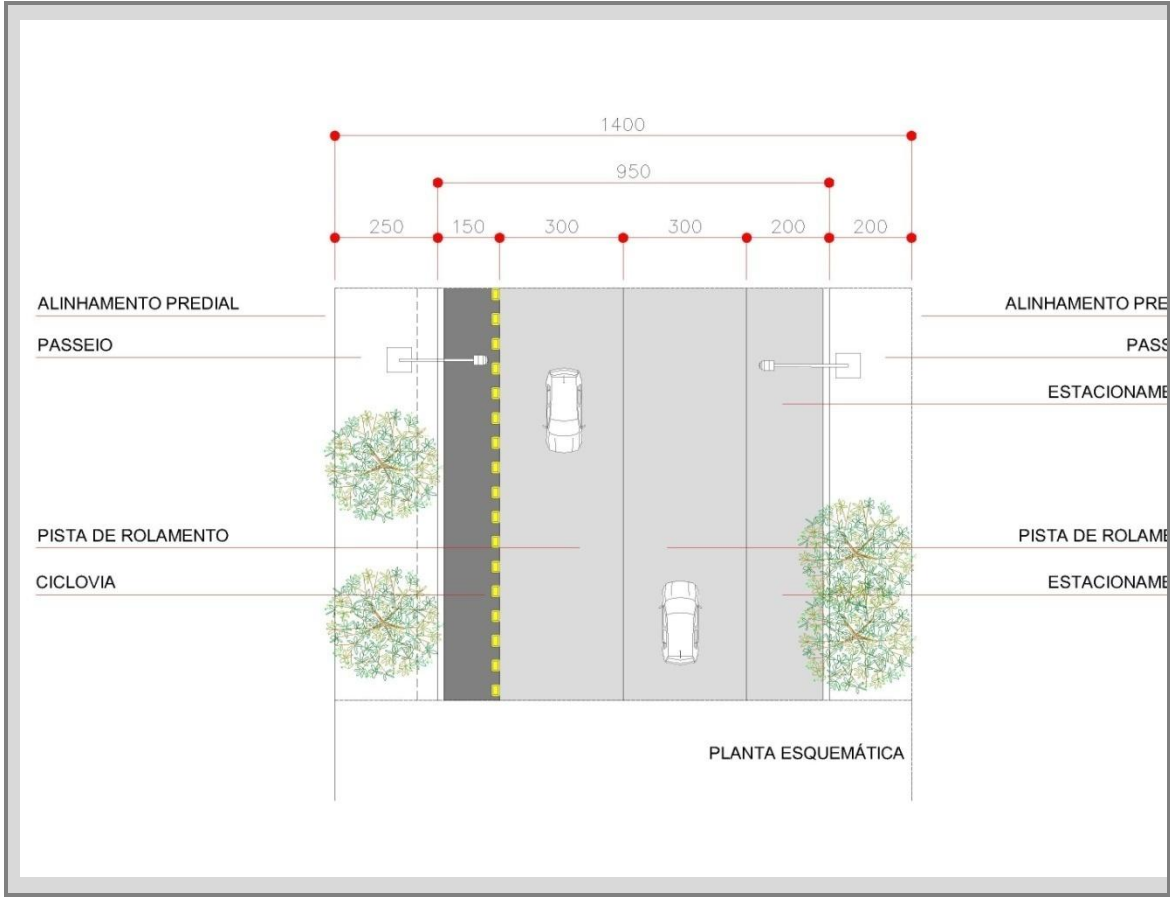 1400
950
250 150 300 300 200 200
ALINHAMENTO PREDIAL
ALINHAMENTO PRE
PASSEIO
PASS
ESTACIONAME
PISTA DE ROLAMENTO
PISTA DE ROLAME
CICLOVIA
ESTACIONAME
PLANTA ESQUEMÁTICA